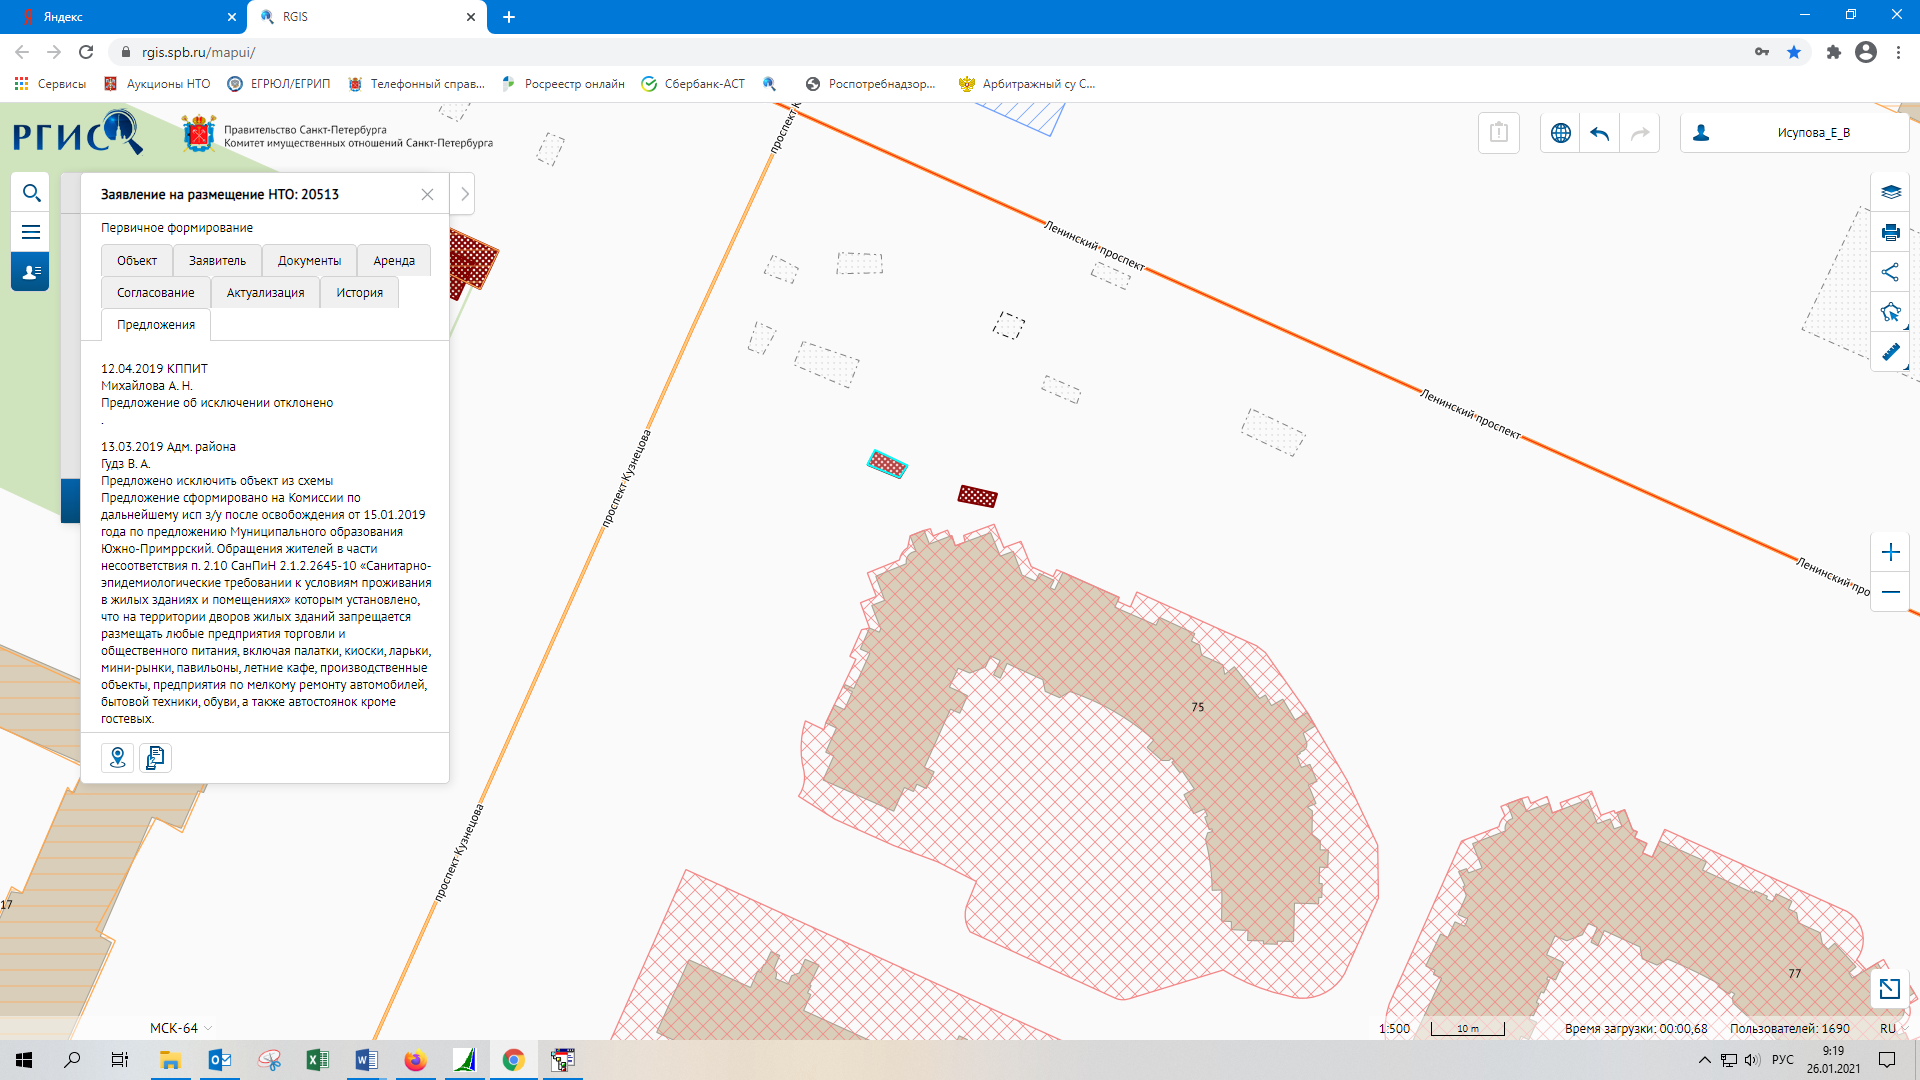 Яндекс
RGIS
rgis.spb.ru/mapui/
Сервисы
Аукционы НТО
ЕГРЮЛ/ЕГРИП
Телефонный справ...
Росреестр онлайн
Сбербанк-АСТ
Роспотребнадзор...
Арбитражный су С...
РГИС
Правительство Санкт-Петербурга
Комитет имущественных отношений Санкт-Петербурга
Исупова_Е_В
Заявление на размещение НТО: 20513
Первичное формирование
Объект
Заявитель
Документы
Аренда
Согласование
Актуализация
История
Предложения
12.04.2019 КППИТ
Михайлова А. Н.
Предложение об исключении отклонено
.
13.03.2019 Адм. района
Гудз В. А.
Предложено исключить объект из схемы
Предложение сформировано на Комиссии по
дальнейшему исп з/у после освобождения от 15.01.2019
года по предложению Муниципального образования
Южно-Примррский. Обращения жителей в части
несоответствия п. 2.10 СанПиН 2.1.2.2645-10 «Санитарно-
эпидемиологические требовании к условиям проживания
в жилых зданиях и помещениях» которым установлено,
что на территории дворов жилых зданий запрещается
размещать любые предприятия торговли и
общественного питания, включая палатки, киоски, ларьки,
мини-рынки, павильоны, летние кафе, производственные
объекты, предприятия по мелкому ремонту автомобилей,
бытовой техники, обуви, а также автостоянок кроме
гостевых.
проспект К
Ленинский проспект
Ленинский проспект
Ленинский про
проспект Кузнецова
проспект Кузнецова
75
77
17
МСК-64
1:500
10 m
Время загрузки: 00:00,68
Пользователей: 1690
RU
РУС
9:19
26.01.2021